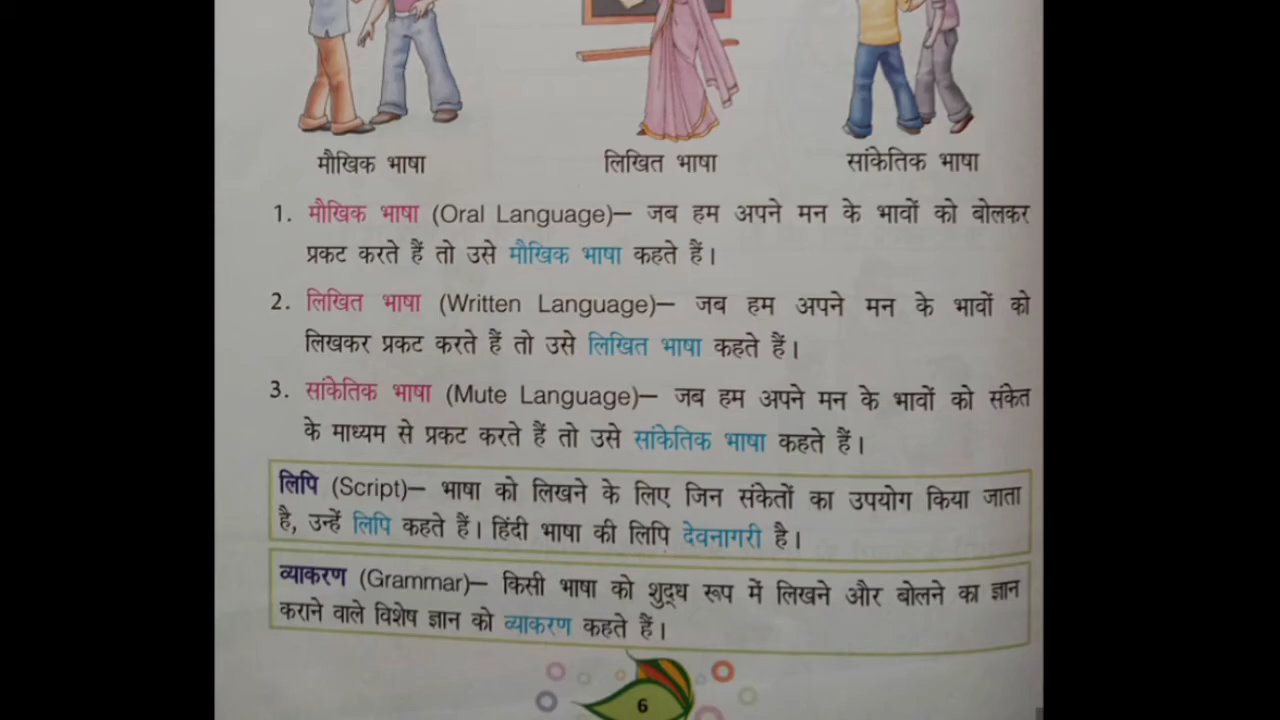 मौखिक भाषा लिखित भाषा सांकेतिक भाषा
1. मौखिक भाषा (Oral Language)— जब हम अपने मन के भावों को बोलकर
प्रकट करते हैं तो उसे मौखिक भाषा कहते हैं।
2. लिखित भाषा (Written Language)— जब हम अपने मन के भावों को
लिखकर प्रकट करते हैं तो उसे लिखित भाषा कहते हैं।
3. सांकेतिक भाषा (Mute Language)— जब हम अपने मन के भावों को संकेत
के माध्यम से प्रकट करते हैं तो उसे सांकेतिक भाषा कहते हैं।
लिपि (Script)— भाषा को लिखने के लिए जिन संकेतों का उपयोग किया जाता
है, उन्हें लिपि कहते हैं। हिंदी भाषा की लिपि देवनागरी है।
व्याकरण (Grammar)— किसी भाषा को शुद्ध रूप में लिखने और बोलने का ज्ञान
कराने वाले विशेष ज्ञान को व्याकरण कहते हैं।
6